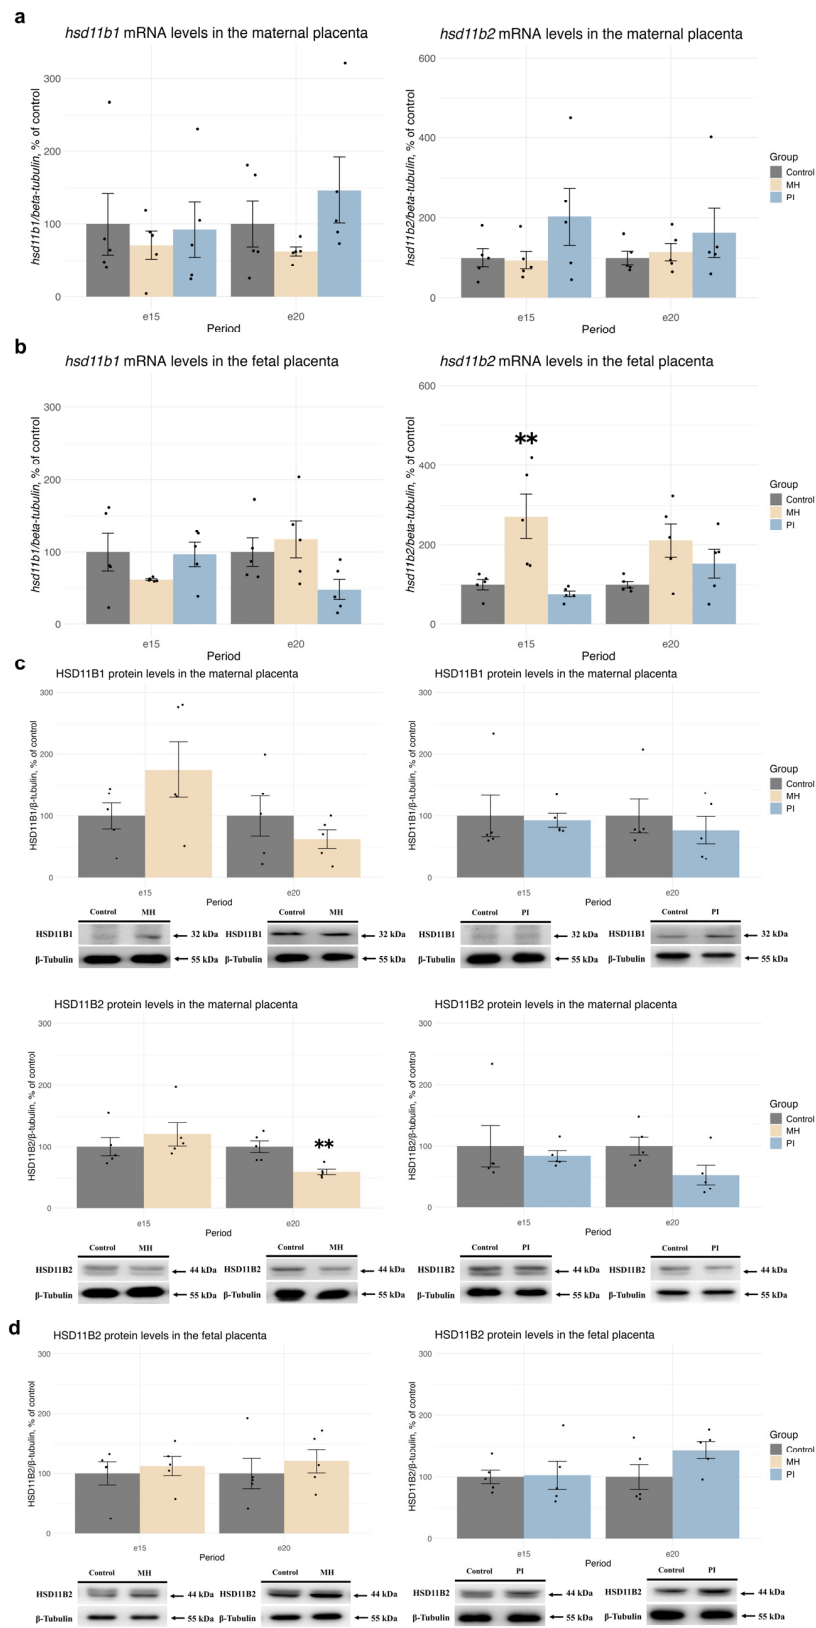 a
hsd11b1 mRNA levels in the maternal placenta
hsd11b1/beta-tubulin, % of control
300
200
100
0
e15
e20
Period
hsd11b2 mRNA levels in the maternal placenta
hsd11b2/beta-tubulin, % of control
600
400
200
0
e15
e20
Period
Group
Control
MH
PI
b
hsd11b1 mRNA levels in the fetal placenta
hsd11b1/beta-tubulin, % of control
300
200
100
0
e15
e20
Period
hsd11b2 mRNA levels in the fetal placenta
hsd11b2/beta-tubulin, % of control
600
400
200
0
**
e15
e20
Period
Group
Control
MH
PI
c
HSD11B1 protein levels in the maternal placenta
HSD11B1/β-tubulin, % of control
300
200
100
0
e15
e20
Period
HSD11B1 protein levels in the maternal placenta
HSD11B1/β-tubulin, % of control
300
200
100
0
e15
e20
Period
Group
Control
MH
PI
Control MH
HSD11B1 32 kDa
β-Tubulin 55 kDa
Control MH
HSD11B1 32 kDa
β-Tubulin 55 kDa
Control PI
HSD11B1 32 kDa
β-Tubulin 55 kDa
Control PI
HSD11B1 32 kDa
β-Tubulin 55 kDa
HSD11B2 protein levels in the maternal placenta
HSD11B2/β-tubulin, % of control
300
200
100
0
**
e15
e20
Period
HSD11B2 protein levels in the maternal placenta
HSD11B2/β-tubulin, % of control
300
200
100
0
e15
e20
Period
Group
Control
MH
PI
Control MH
HSD11B2 44 kDa
β-Tubulin 55 kDa
Control MH
HSD11B2 44 kDa
β-Tubulin 55 kDa
Control PI
HSD11B2 44 kDa
β-Tubulin 55 kDa
Control PI
HSD11B2 44 kDa
β-Tubulin 55 kDa
d
HSD11B2 protein levels in the fetal placenta
HSD11B2/β-tubulin, % of control
300
200
100
0
e15
e20
Period
HSD11B2 protein levels in the fetal placenta
HSD11B2/β-tubulin, % of control
300
200
100
0
e15
e20
Period
Group
Control
MH
PI
Control MH
HSD11B2 44 kDa
β-Tubulin 55 kDa
Control MH
HSD11B2 44 kDa
β-Tubulin 55 kDa
Control PI
HSD11B2 44 kDa
β-Tubulin 55 kDa
Control PI
HSD11B2 44 kDa
β-Tubulin 55 kDa